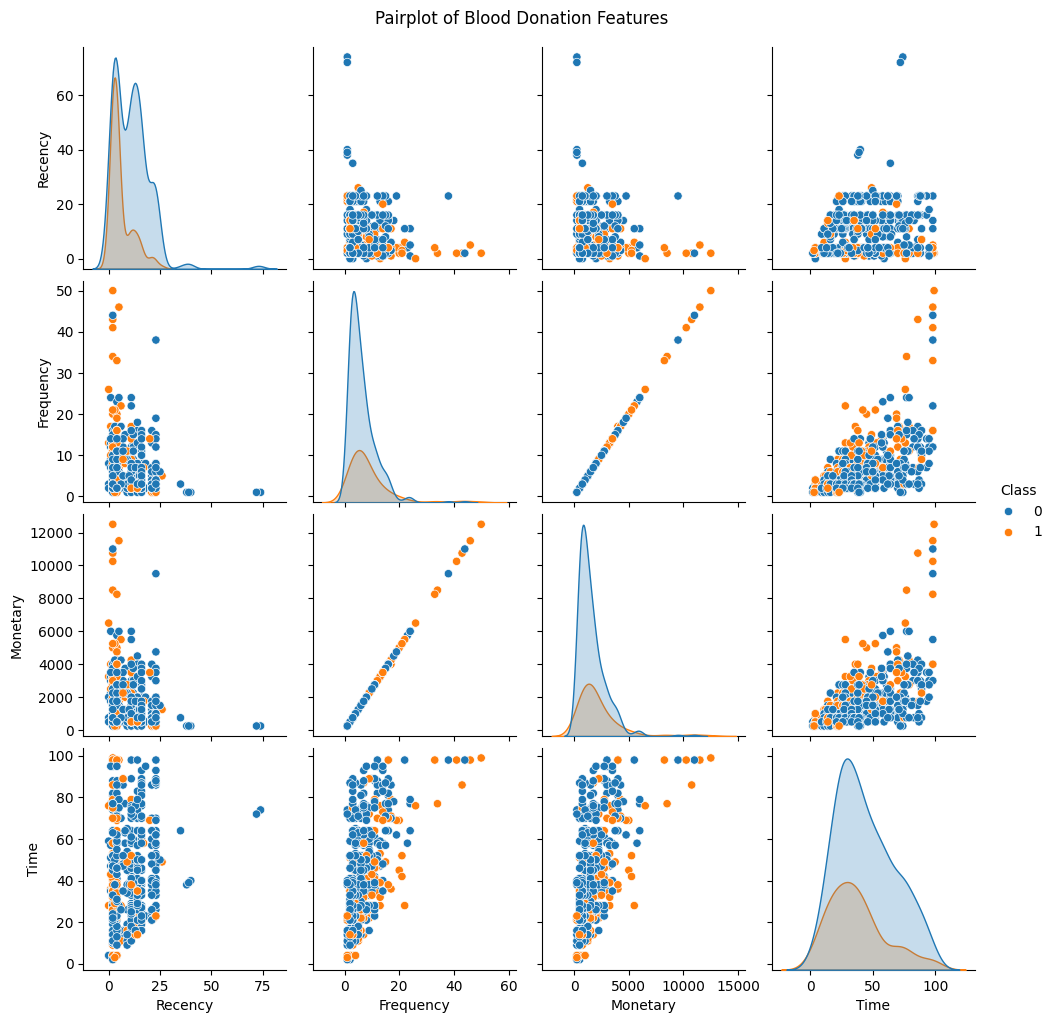 Pairplot of Blood Donation Features
Recency
60
40
20
0
Frequency
50
40
30
20
10
0
Class
0
1
Monetary
12000
10000
8000
6000
4000
2000
0
Time
100
80
60
40
20
0
0 25 50 75
0 20 40 60
0 5000 10000 15000
0 50 100
Recency Frequency Monetary Time